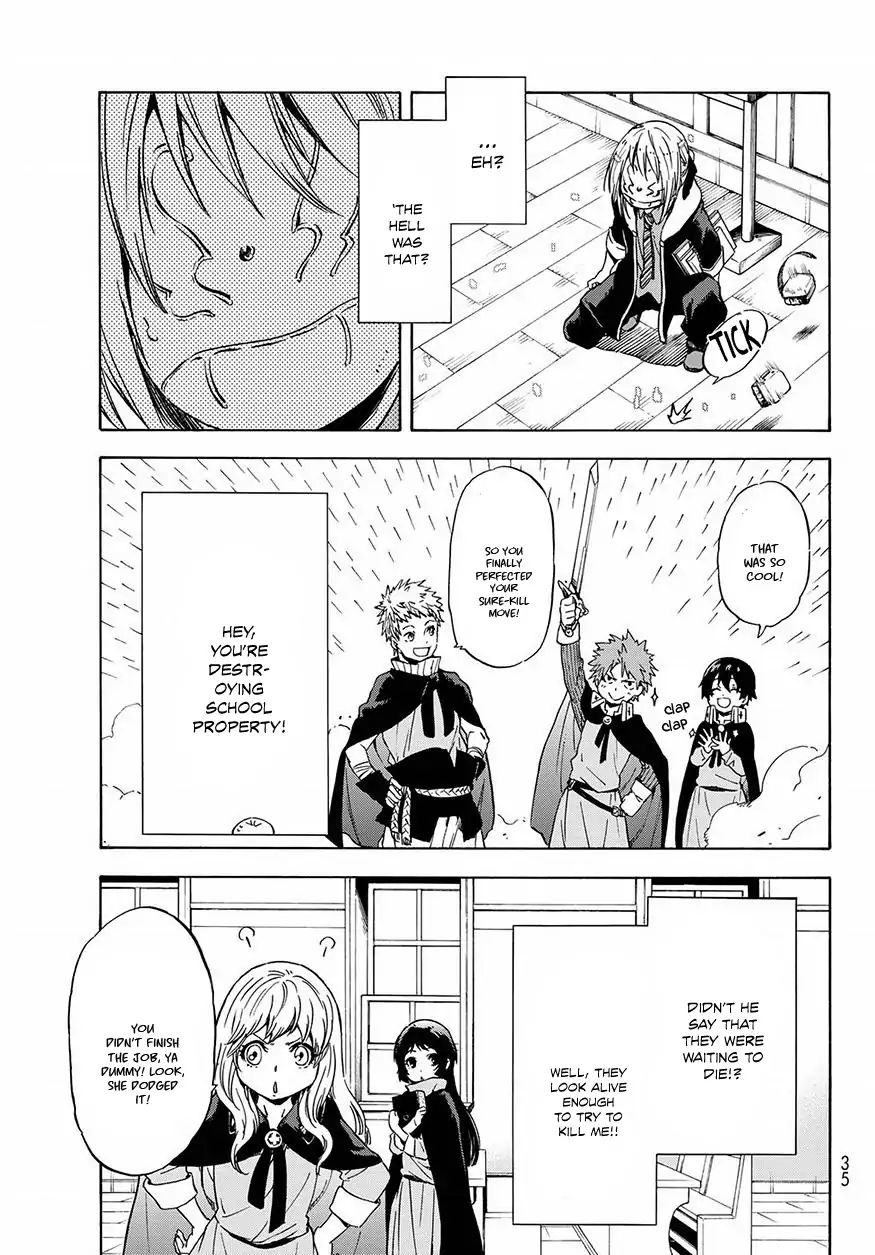 ...
EH?
TICK
'THE
HELL
WAS
THAT?
THAT
WAS SO
COOL!
clap
clap
SO YOU
FINALLY
PERFECTED
YOUR
SURE-KILL
MOVE!
HEY,
YOU'RE
DESTR-
OYING
SCHOOL
PROPERTY!
DIDN'T HE
SAY THAT
THEY WERE
WAITING TO
DIE!?
WELL, THEY
LOOK ALIVE
ENOUGH
TO TRY TO
KILL ME!!
YOU
DIDN'T FINISH
THE JOB, YA
DUMMY! LOOK,
SHE DODGED
IT!
35